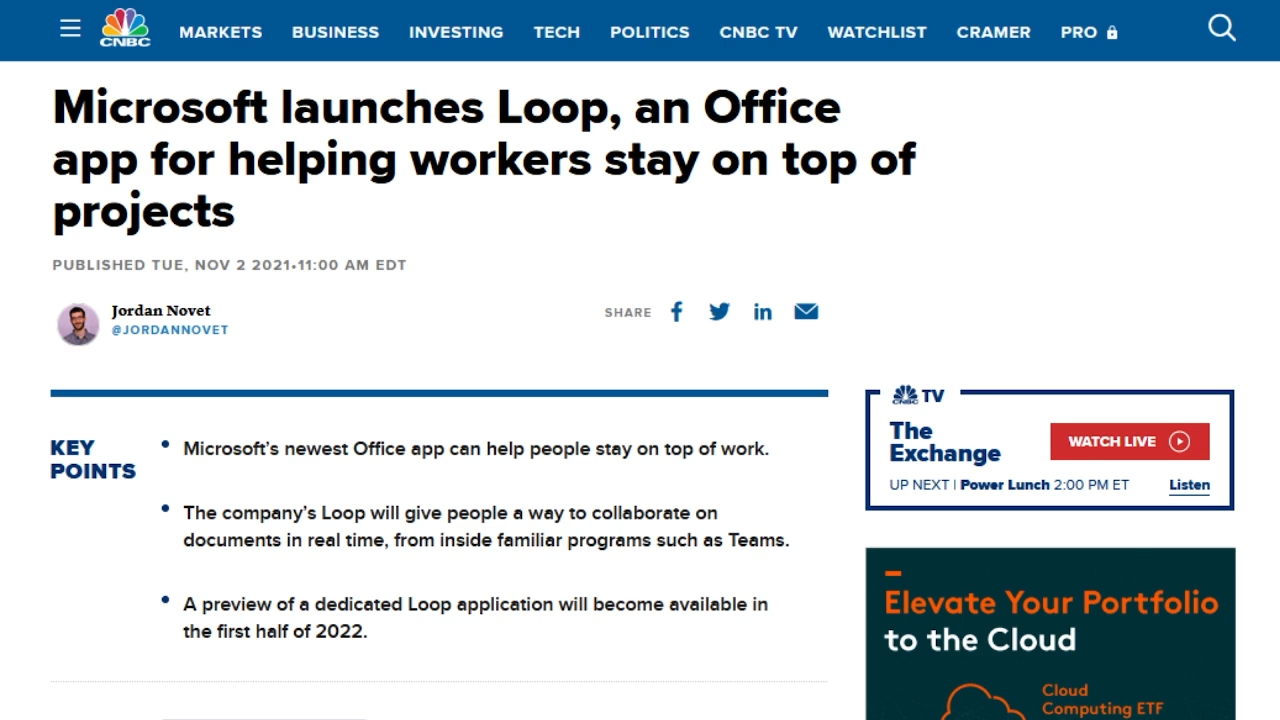 CNBC
MARKETS BUSINESS INVESTING TECH POLITICS CNBC TV WATCHLIST CRAMER PRO
Microsoft launches Loop, an Office
app for helping workers stay on top of
projects
PUBLISHED TUE, NOV 2 2021•11:00 AM EDT
Jordan Novet
@JORDANNOVET
SHARE
KEY
POINTS
• Microsoft’s newest Office app can help people stay on top of work.
• The company’s Loop will give people a way to collaborate on
documents in real time, from inside familiar programs such as Teams.
• A preview of a dedicated Loop application will become available in
the first half of 2022.
CNBC TV
The
Exchange
WATCH LIVE
UP NEXT | Power Lunch 2:00 PM ET
Listen
Elevate Your Portfolio
to the Cloud
Cloud
Computing ETF